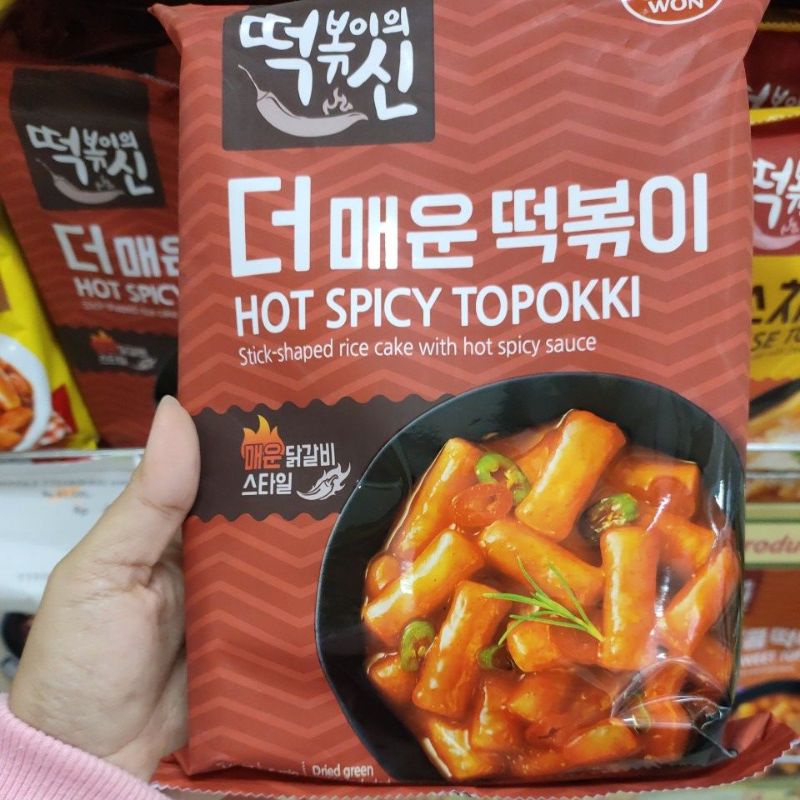 떡볶이의
신
WON
더 매운 떡볶이
HOT SPICY TOPOKKI
Stick-shaped rice cake with hot spicy sauce
매운 닭갈비
스타일
Dried green
떡볶이의
신
더 매운
HOT SPICY